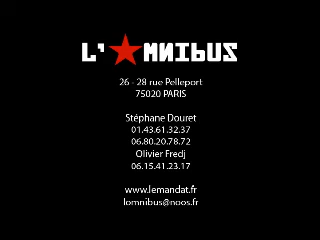 L'★MNIBUS
26 - 28 rue Pelleport
75020 PARIS
Stéphane Douret
01.43.61.32.37
06.80.20.78.72
Olivier Fredj
06.15.41.23.17
www.lemandat.fr
lomnibus@noos.fr